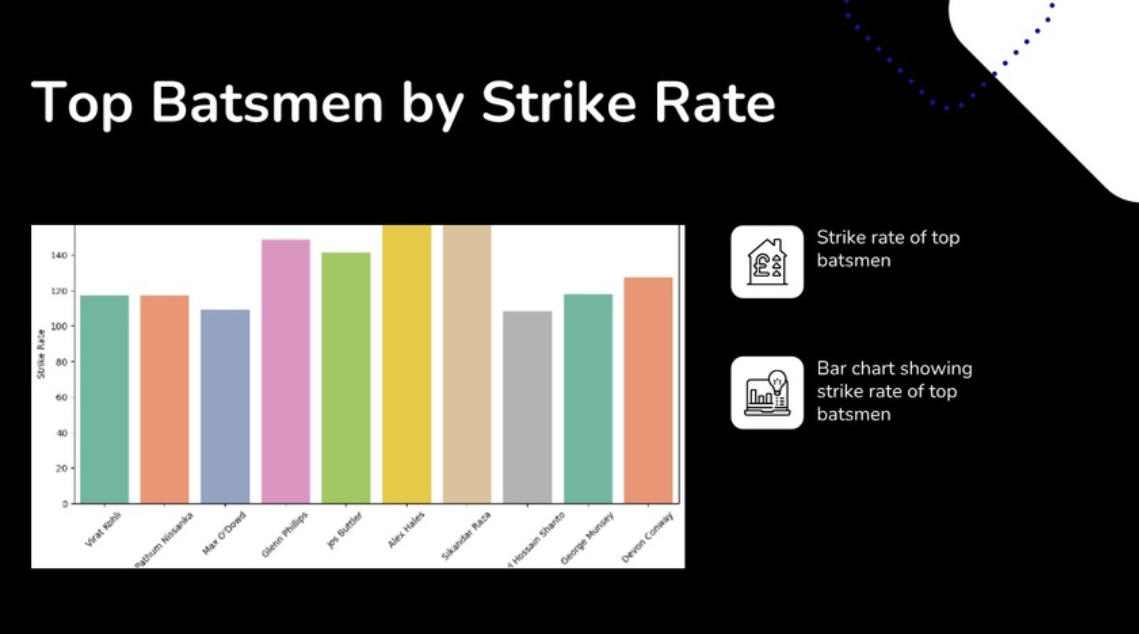 Top Batsmen by Strike Rate
Strike Rate
140
120
100
80
60
40
20
0
Virat Kohli
Pathum Nissanka
Max O'Dowd
Glenn Phillips
Jos Buttler
Alex Hales
Sikandar Raza
Hossain Shanto
George Munsey
Devon Conway
Strike rate of top
batsmen
£
Bar chart showing
strike rate of top
batsmen